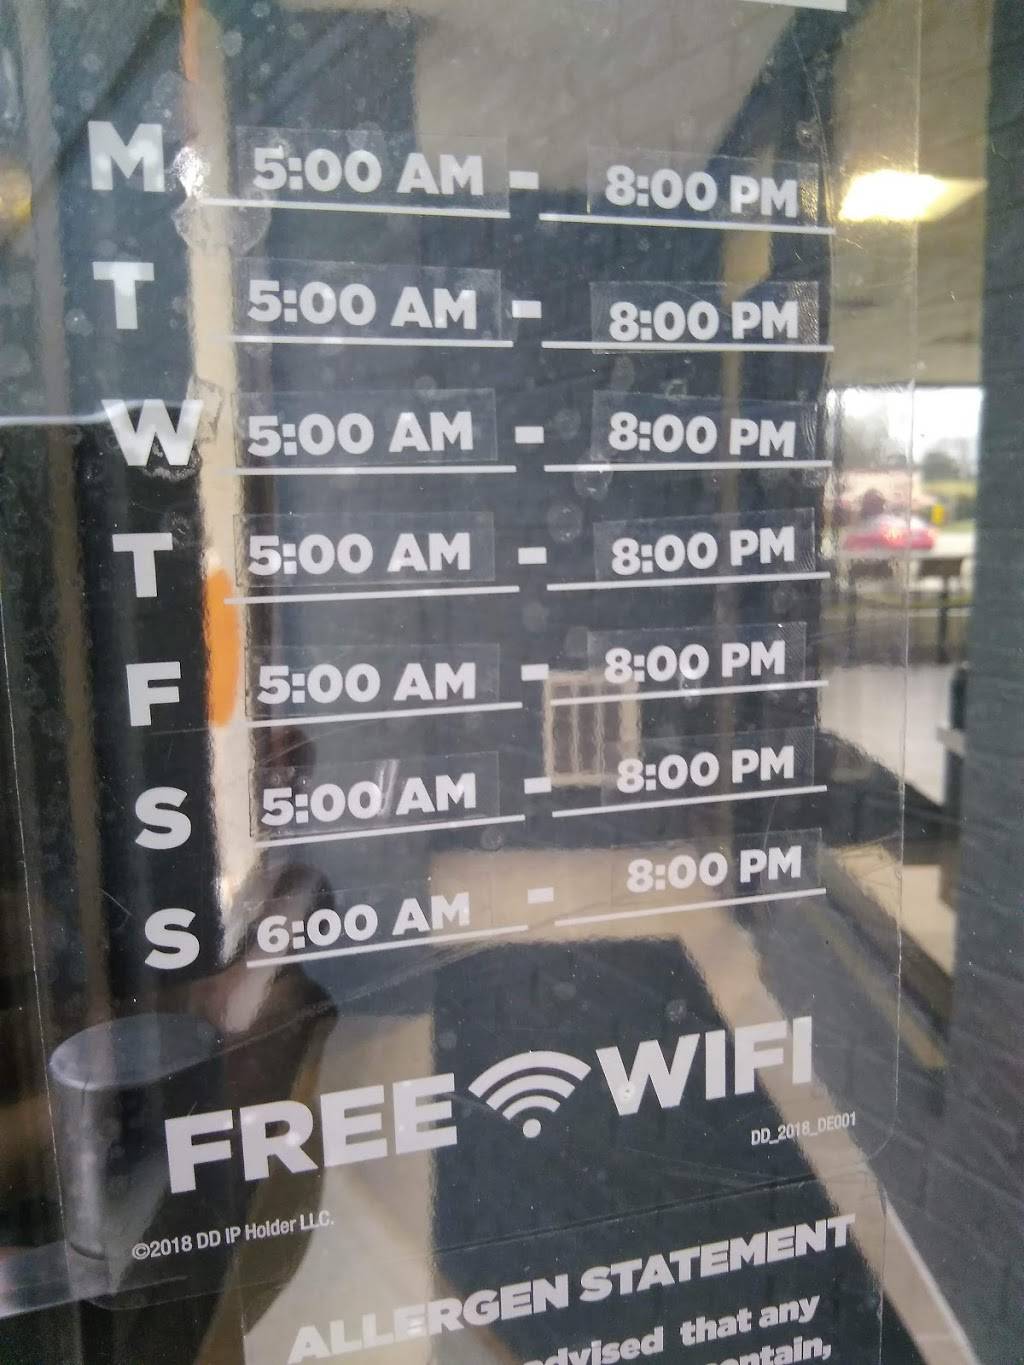 M 5:00 AM - 8:00 PM
T 5:00 AM - 8:00 PM
W 5:00 AM - 8:00 PM
T 5:00 AM - 8:00 PM
F 5:00 AM - 8:00 PM
S 5:00 AM - 8:00 PM
S 6:00 AM - 8:00 PM
FREE WIFI
DD_2018_DE001
©2018 DD IP Holder LLC.
ALLERGEN STATEMENT
that any